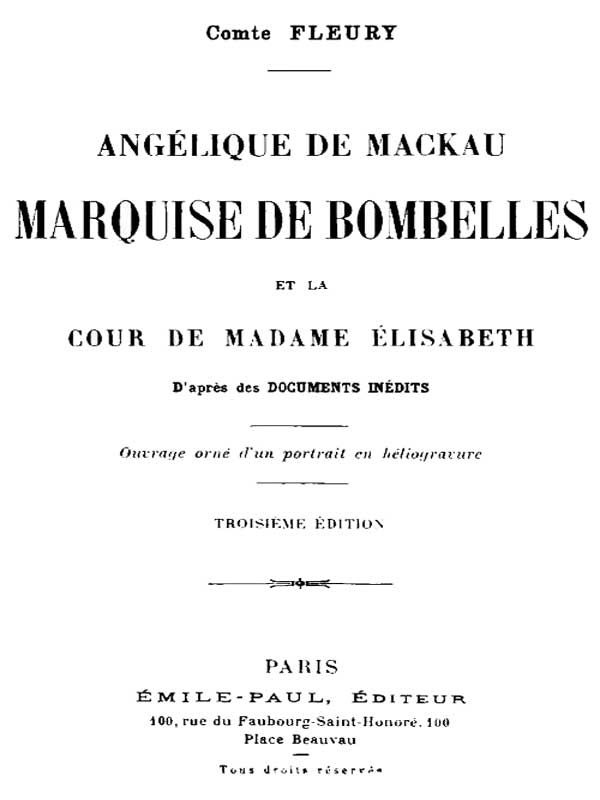 Comte FLEURY
ANGÉLIQUE DE MACKAU
MARQUISE DE BOMBELLES
ET LA
COUR DE MADAME ÉLISABETH
D'après des DOCUMENTS INÉDITS
Ouvrage orné d'un portrait en héliogravure
TROISIÈME ÉDITION
PARIS
ÉMILE-PAUL, ÉDITEUR
100, rue du Faubourg-Saint-Honoré, 100
Place Beauvau
Tous droits réservés